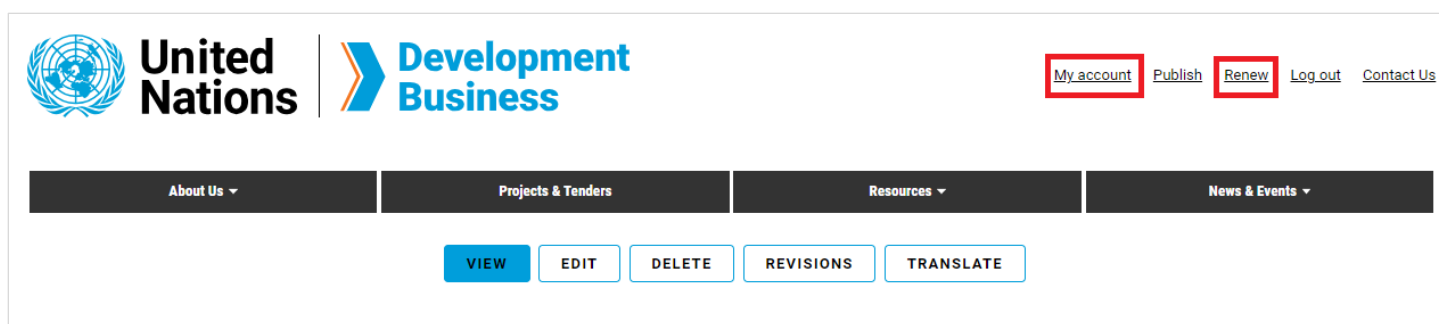 United
Nations
Development
Business
My account Publish Renew Log out Contact Us
About Us Projects & Tenders Resources News & Events
VIEW EDIT DELETE REVISIONS TRANSLATE